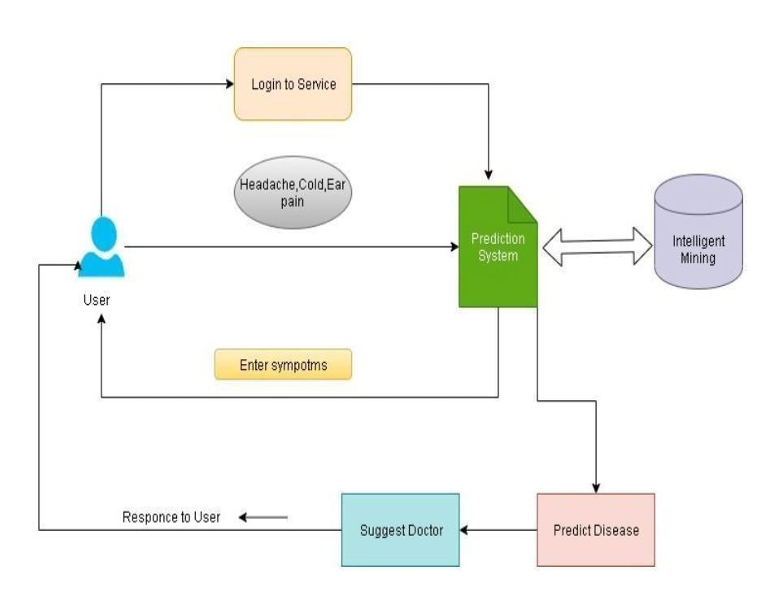 Login to Service
Headache,Cold,Ear
pain
Prediction
System
Intelligent
Mining
User
Enter sympotms
Responce to User
Suggest Doctor
Predict Disease